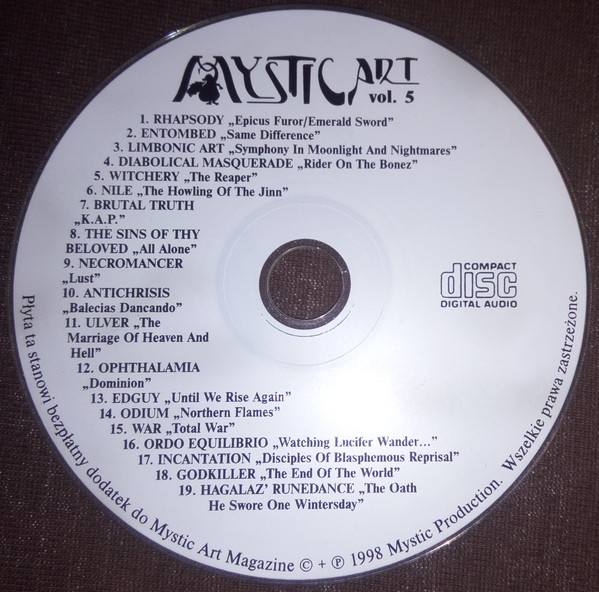 MYSTIC ART
vol. 5
1. RHAPSODY „Epicus Furor/Emerald Sword”
2. ENTOMBED „Same Difference”
3. LIMBONIC ART „Symphony In Moonlight And Nightmares”
4. DIABOLICAL MASQUERADE „Rider On The Bonez”
5. WITCHERY „The Reaper”
6. NILE „The Howling Of The Jinn”
7. BRUTAL TRUTH
„K.A.P.”
8. THE SINS OF THY
BELOVED „All Alone”
9. NECROMANCER
„Lust”
10. ANTICHRISIS
„Balecias Dancando”
11. ULVER „The
Marriage Of Heaven And
Hell”
12. OPHTHALAMIA
„Dominion”
13. EDGUY „Until We Rise Again”
14. ODIUM „Northern Flames”
15. WAR „Total War”
16. ORDO EQUILIBRIO „Watching Lucifer Wander...”
17. INCANTATION „Disciples Of Blasphemous Reprisal”
18. GODKILLER „The End Of The World”
19. HAGALAZ’ RUNEDANCE „The Oath
He Swore One Wintersday”
COMPACT
disc
DIGITAL AUDIO
Płyta ta stanowi bezpłatny dodatek do Mystic Art Magazine © + ℗ 1998 Mystic Production. Wszelkie prawa zastrzeżone.